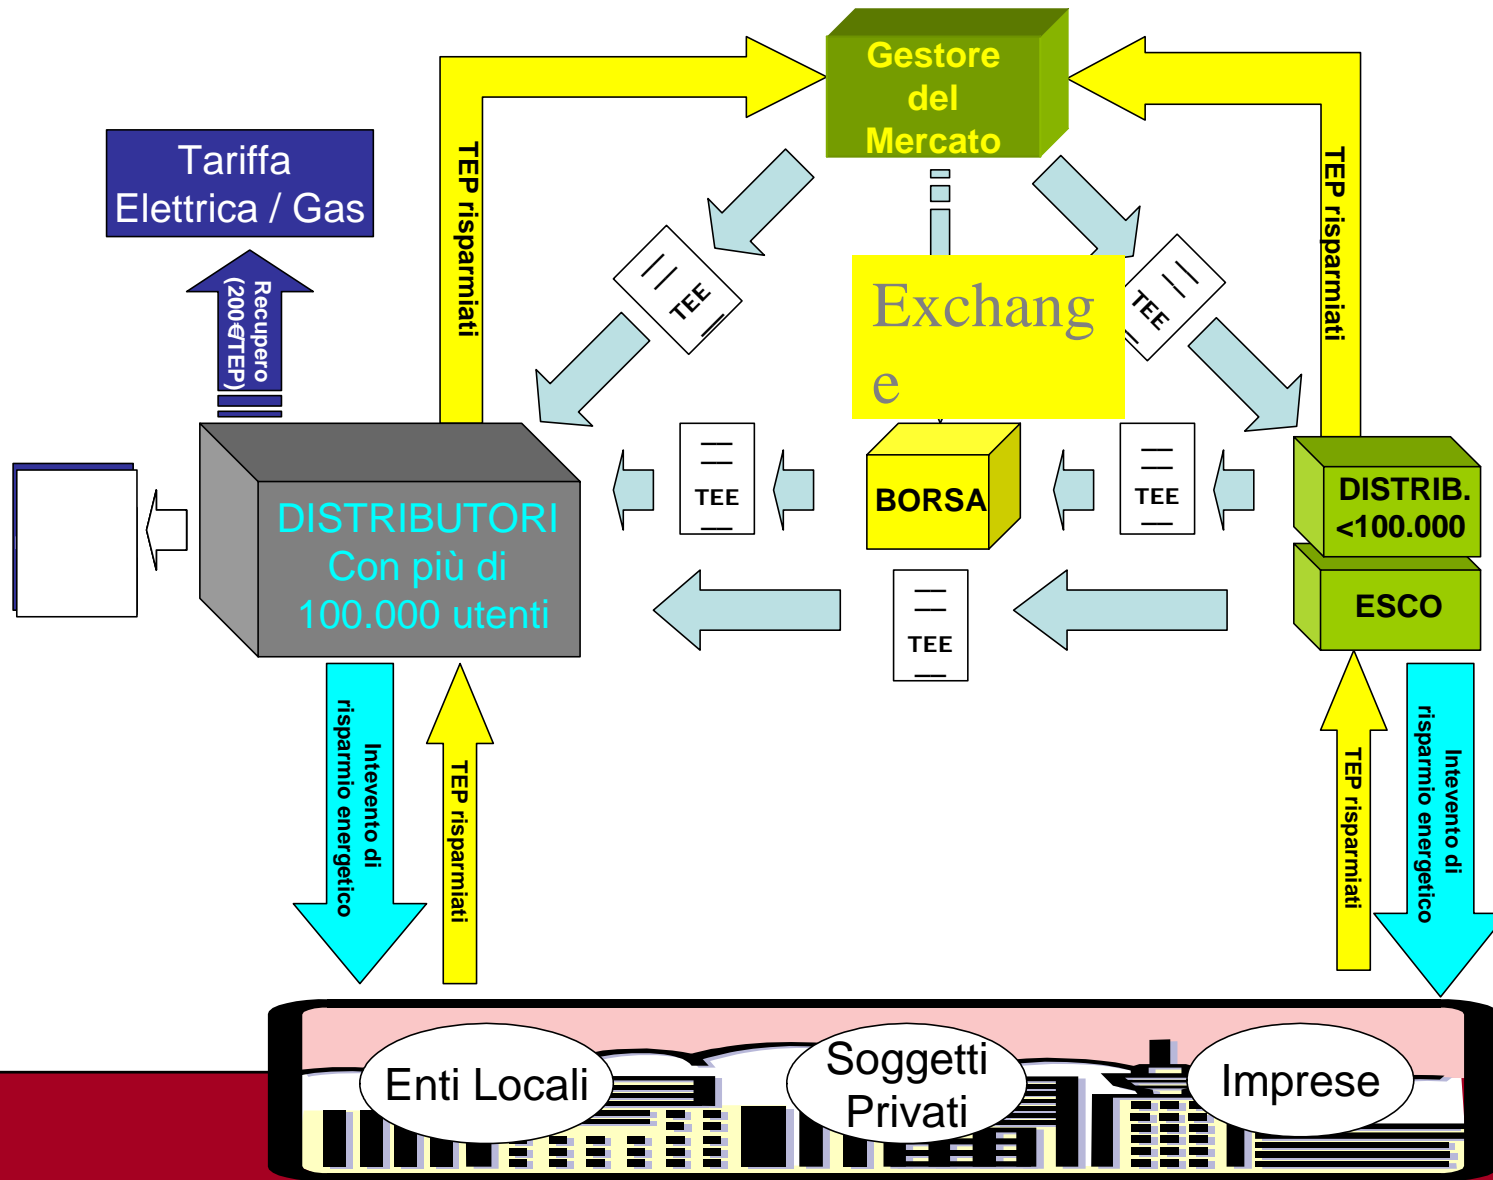 Gestore
del
Mercato
Tariffa
Elettrica / Gas
TEP risparmiati
TEP risparmiati
Recupero
(200€/TEP)
TEE
TEE
Exchang
e
TEE
BORSA
TEE
DISTRIB.
<100.000
DISTRIBUTORI
Con più di
100.000 utenti
TEE
ESCO
Intevento di
risparmio energetico
TEP risparmiati
TEP risparmiati
Intevento di
risparmio energetico
Enti Locali
Soggetti
Privati
Imprese